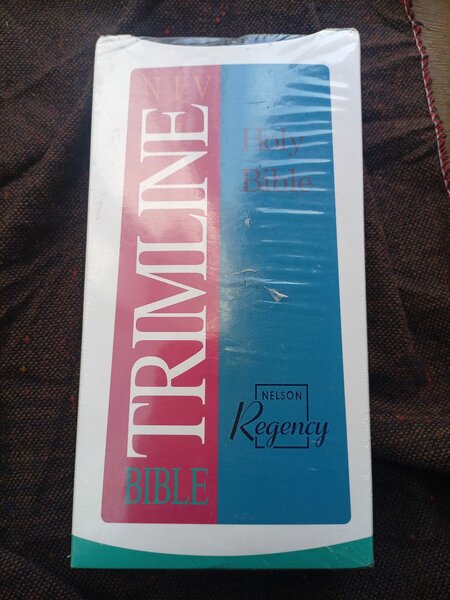 NIV
TRIMLINE
BIBLE
Holy
Bible
NELSON
Regency